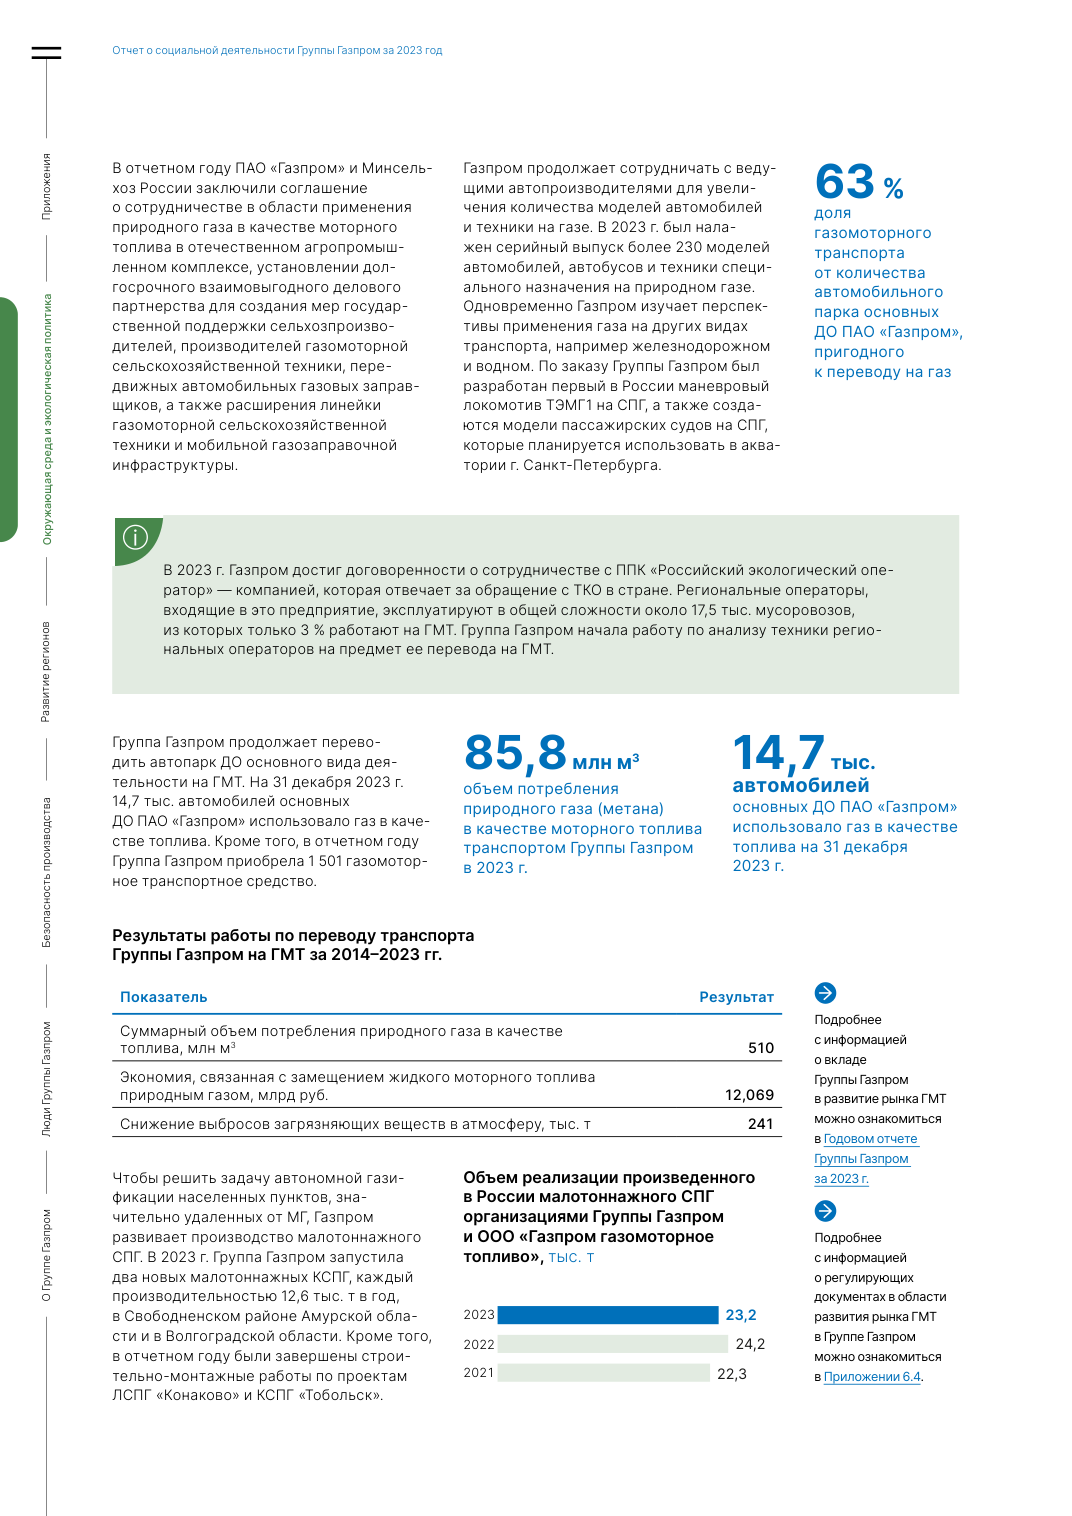 Отчет о социальной деятельности Группы Газпром за 2023 год
Приложения
Окружающая среда и экологическая политика
Развитие регионов
Безопасность производства
Люди Группы Газпром
О Группе Газпром
В отчетном году ПАО «Газпром» и Минсель-
хоз России заключили соглашение
о сотрудничестве в области применения
природного газа в качестве моторного
топлива в отечественном агропромыш-
ленном комплексе, установлении дол-
госрочного взаимовыгодного делового
партнерства для создания мер государ-
ственной поддержки сельхозпроизво-
дителей, производителей газомоторной
сельскохозяйственной техники, пере-
движных автомобильных газовых заправ-
щиков, а также расширения линейки
газомоторной сельскохозяйственной
техники и мобильной газозаправочной
инфраструктуры.
Газпром продолжает сотрудничать с веду-
щими автопроизводителями для увели-
чения количества моделей автомобилей
и техники на газе. В 2023 г. был нала-
жен серийный выпуск более 230 моделей
автомобилей, автобусов и техники специ-
ального назначения на природном газе.
Одновременно Газпром изучает перспек-
тивы применения газа на других видах
транспорта, например железнодорожном
и водном. По заказу Группы Газпром был
разработан первый в России маневровый
локомотив ТЭМГ1 на СПГ, а также созда-
ются модели пассажирских судов на СПГ,
которые планируется использовать в аква-
тории г. Санкт-Петербурга.
63 %
доля
газомоторного
транспорта
от количества
автомобильного
парка основных
ДО ПАО «Газпром»,
пригодного
к переводу на газ
В 2023 г. Газпром достиг договоренности о сотрудничестве с ППК «Российский экологический опе-
ратор» — компанией, которая отвечает за обращение с ТКО в стране. Региональные операторы,
входящие в это предприятие, эксплуатируют в общей сложности около 17,5 тыс. мусоровозов,
из которых только 3 % работают на ГМТ. Группа Газпром начала работу по анализу техники регио-
нальных операторов на предмет ее перевода на ГМТ.
Группа Газпром продолжает перево-
дить автопарк ДО основного вида дея-
тельности на ГМТ. На 31 декабря 2023 г.
14,7 тыс. автомобилей основных
ДО ПАО «Газпром» использовало газ в каче-
стве топлива. Кроме того, в отчетном году
Группа Газпром приобрела 1 501 газомотор-
ное транспортное средство.
85,8 млн м³
объем потребления
природного газа (метана)
в качестве моторного топлива
транспортом Группы Газпром
в 2023 г.
14,7 тыс.
автомобилей
основных ДО ПАО «Газпром»
использовало газ в качестве
топлива на 31 декабря
2023 г.
Результаты работы по переводу транспорта
Группы Газпром на ГМТ за 2014–2023 гг.
Показатель Результат
Суммарный объем потребления природного газа в качестве
топлива, млн м³ 510
Экономия, связанная с замещением жидкого моторного топлива
природным газом, млрд руб. 12,069
Снижение выбросов загрязняющих веществ в атмосферу, тыс. т 241
Подробнее
с информацией
о вкладе
Группы Газпром
в развитие рынка ГМТ
можно ознакомиться
в Годовом отчете
Группы Газпром
за 2023 г.
Подробнее
с информацией
о регулирующих
документах в области
развития рынка ГМТ
в Группе Газпром
можно ознакомиться
в Приложении 6.4.
Чтобы решить задачу автономной гази-
фикации населенных пунктов, зна-
чительно удаленных от МГ, Газпром
развивает производство малотоннажного
СПГ. В 2023 г. Группа Газпром запустила
два новых малотоннажных КСПГ, каждый
производительностью 12,6 тыс. т в год,
в Свободненском районе Амурской обла-
сти и в Волгоградской области. Кроме того,
в отчетном году были завершены строи-
тельно-монтажные работы по проектам
ЛСПГ «Конаково» и КСПГ «Тобольск».
Объем реализации произведенного
в России малотоннажного СПГ
организациями Группы Газпром
и ООО «Газпром газомоторное
топливо», тыс. т
2023 23,2
2022 24,2
2021 22,3